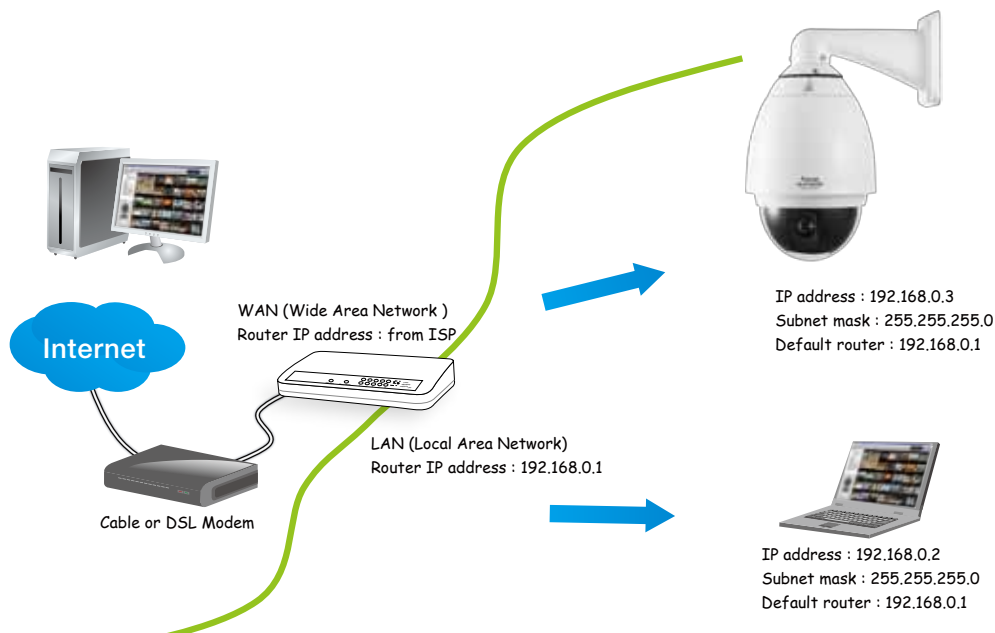 WAN (Wide Area Network )
Router IP address : from ISP
Internet
LAN (Local Area Network)
Router IP address : 192.168.0.1
Cable or DSL Modem
IP address : 192.168.0.3
Subnet mask : 255.255.255.0
Default router : 192.168.0.1
IP address : 192.168.0.2
Subnet mask : 255.255.255.0
Default router : 192.168.0.1